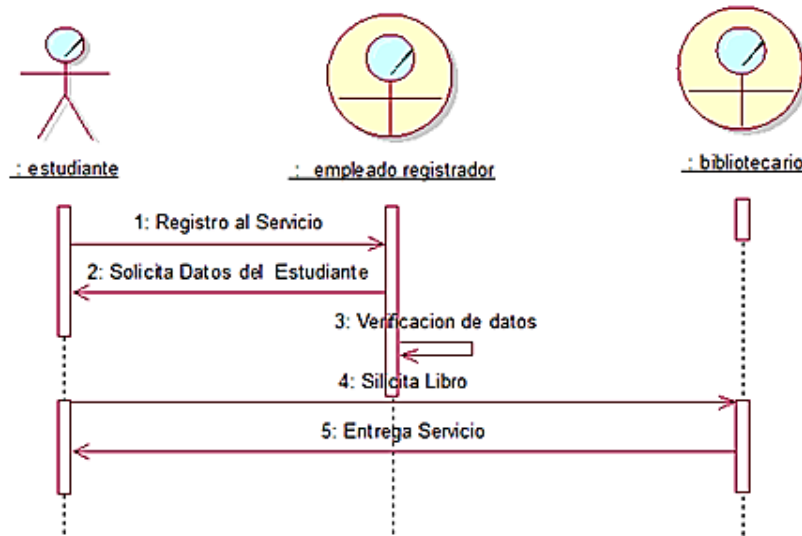 : estudiante
: empleado registrador
: bibliotecario
1: Registro al Servicio
2: Solicita Datos del Estudiante
3: Verificacion de datos
4: Silicita Libro
5: Entrega Servicio